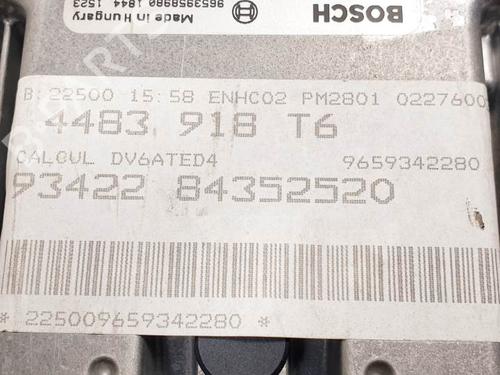 BOSCH
Made in Hungary
9653958980 1844 1523
B: 22500 15:58 ENHC02 PM2801 0227600
4483 918 T6
CALCUL DV6ATED4 9659342280
93422 84352520
* 225009659342280 *